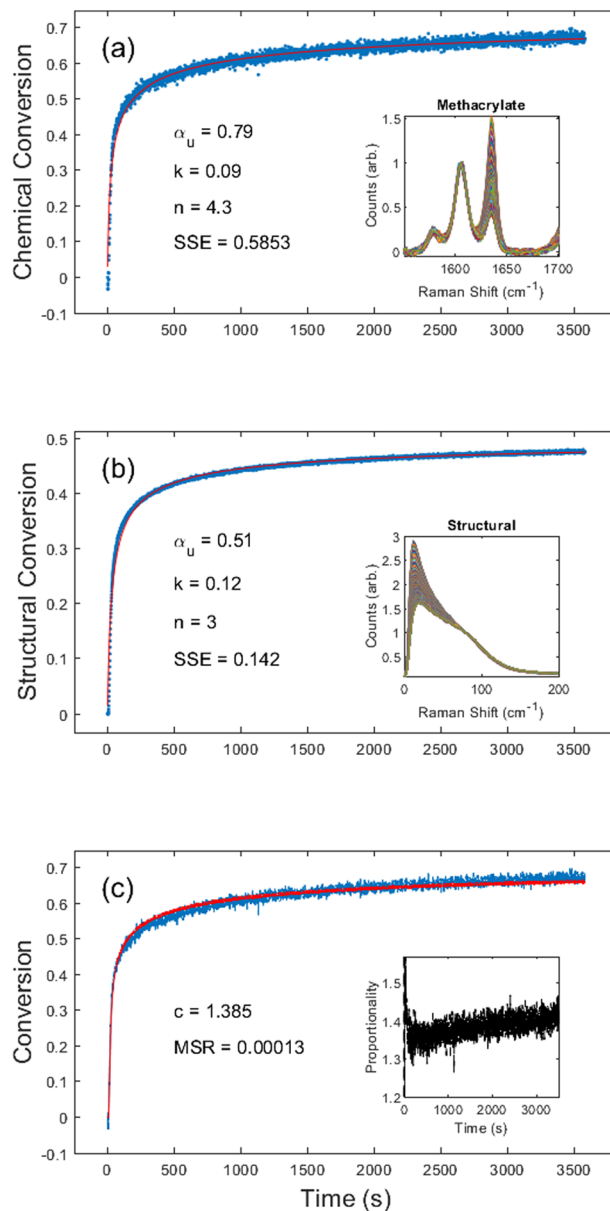 (a)
Chemical Conversion
0.7
0.6
0.5
0.4
0.3
0.2
0.1
0
-0.1
α_u = 0.79
k = 0.09
n = 4.3
SSE = 0.5853
Methacrylate
Counts (arb.)
1.5
1
0.5
0
1600
1650
1700
Raman Shift (cm⁻¹)
0
500
1000
1500
2000
2500
3000
3500
(b)
Structural Conversion
0.5
0.4
0.3
0.2
0.1
0
α_u = 0.51
k = 0.12
n = 3
SSE = 0.142
Structural
Counts (arb.)
3
2.5
2
1.5
1
0.5
0
100
200
Raman Shift (cm⁻¹)
0
500
1000
1500
2000
2500
3000
3500
(c)
Conversion
0.7
0.6
0.5
0.4
0.3
0.2
0.1
0
-0.1
c = 1.385
MSR = 0.00013
Proportionality
1.5
1.4
1.3
1.2
0
1000
2000
3000
Time (s)
0
500
1000
1500
2000
2500
3000
3500
Time (s)